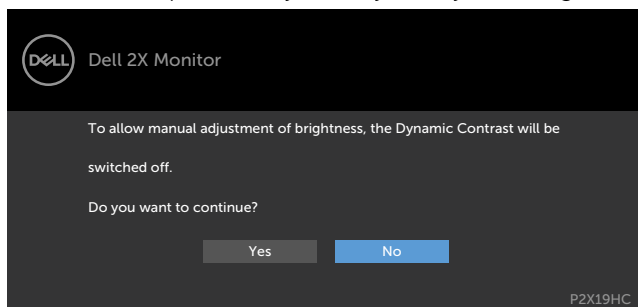 DELL
Dell 2X Monitor
To allow manual adjustment of brightness, the Dynamic Contrast will be
switched off.
Do you want to continue?
Yes
No
P2X19HC